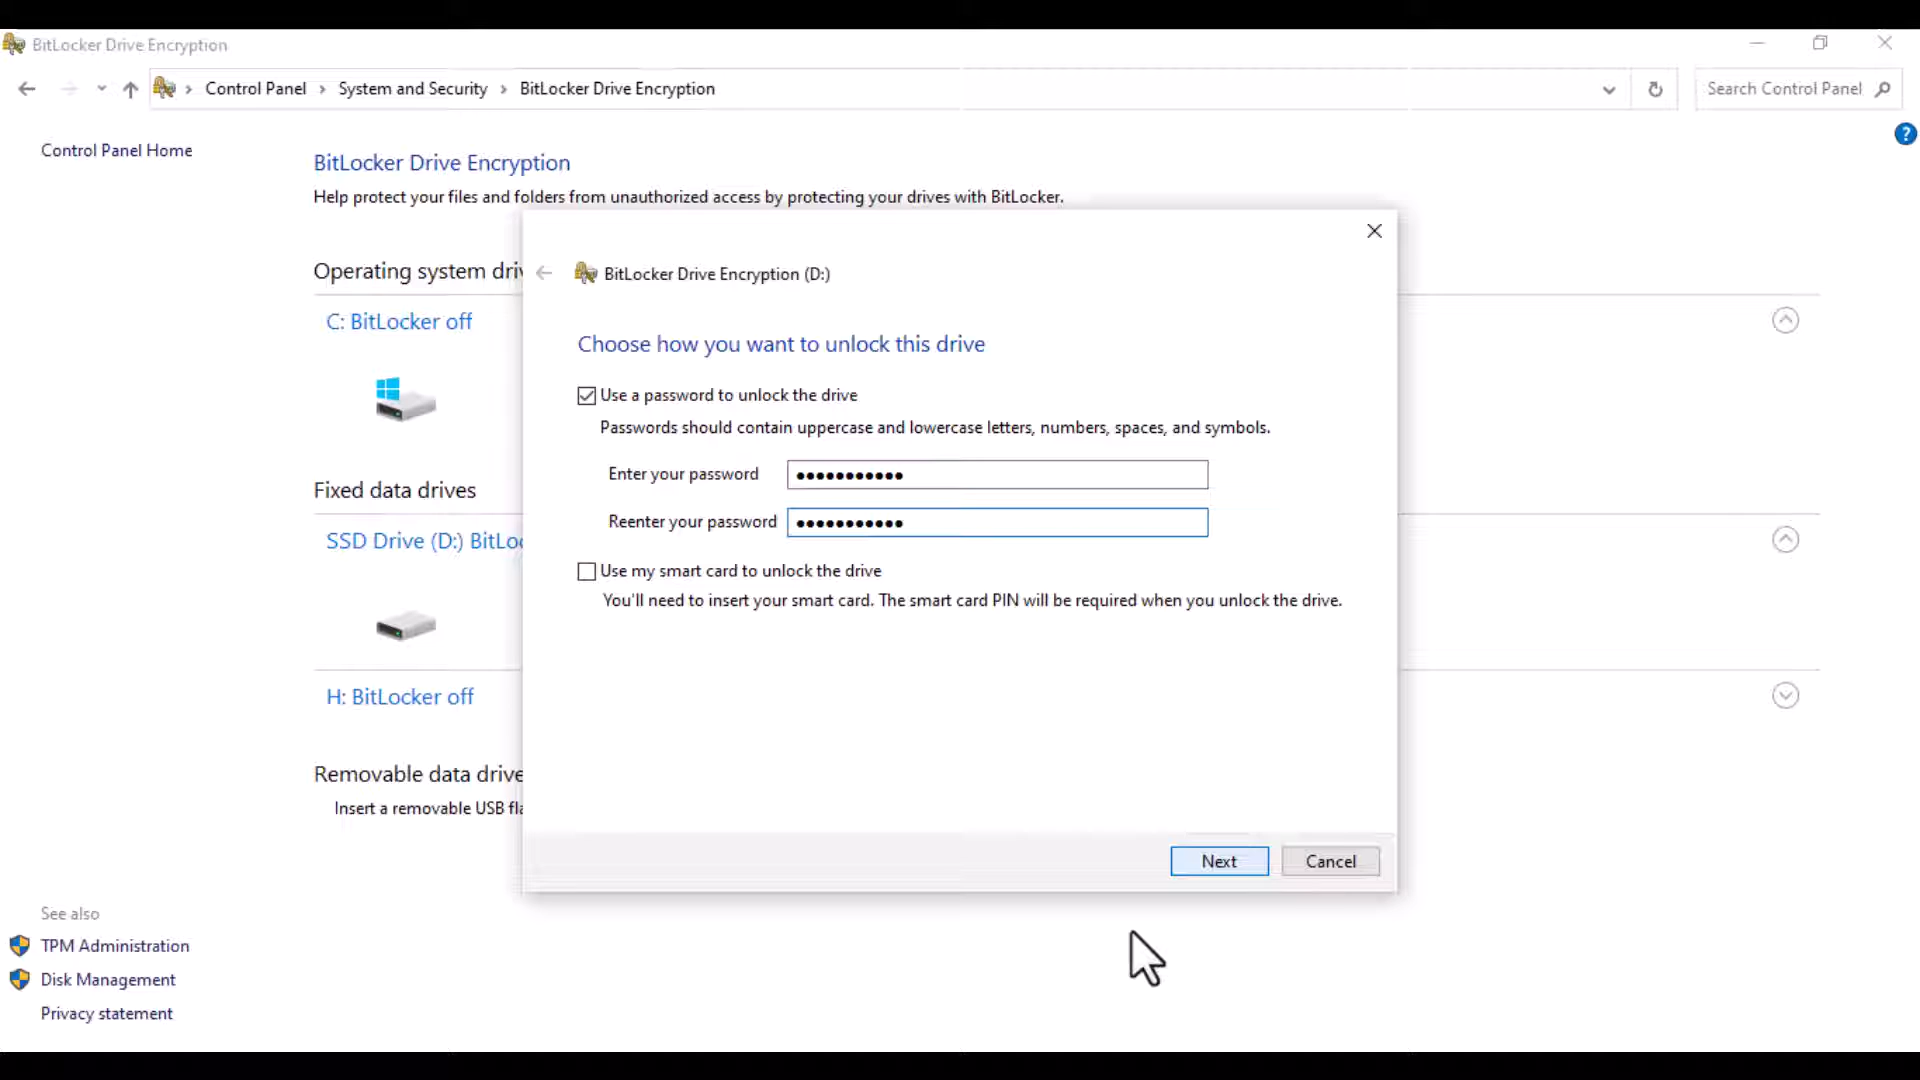 BitLocker Drive Encryption
Control Panel > System and Security > BitLocker Drive Encryption
Search Control Panel
?
Control Panel Home
BitLocker Drive Encryption
Help protect your files and folders from unauthorized access by protecting your drives with BitLocker.
Operating system driv
C: BitLocker off
Fixed data drives
SSD Drive (D:) BitLoc
H: BitLocker off
Removable data drive
Insert a removable USB fla
See also
TPM Administration
Disk Management
Privacy statement
BitLocker Drive Encryption (D:)
Choose how you want to unlock this drive
Use a password to unlock the drive
Passwords should contain uppercase and lowercase letters, numbers, spaces, and symbols.
Enter your password ●●●●●●●●●●●
Reenter your password ●●●●●●●●●●●
Use my smart card to unlock the drive
You'll need to insert your smart card. The smart card PIN will be required when you unlock the drive.
Next Cancel